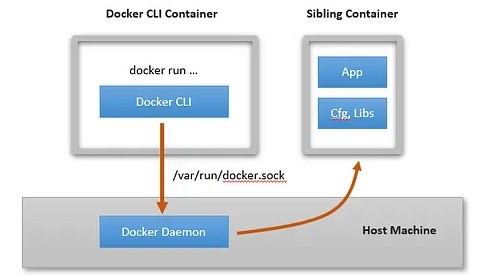 Docker CLI Container
Sibling Container
docker run ...
Docker CLI
App
Cfg, Libs
/var/run/docker.sock
Docker Daemon
Host Machine